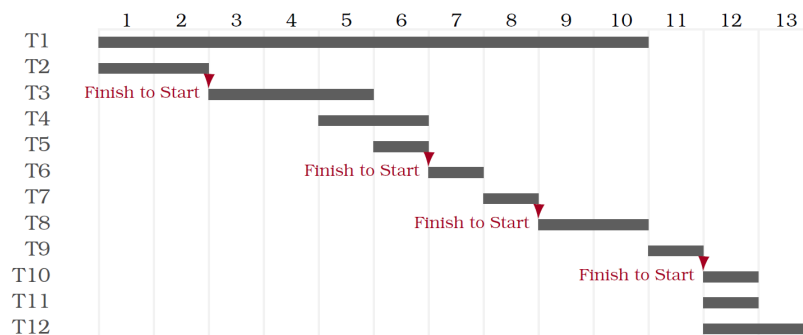 1 2 3 4 5 6 7 8 9 10 11 12 13
T1
T2
Finish to Start
T3
T4
T5
Finish to Start
T6
T7
Finish to Start
T8
T9
Finish to Start
T10
T11
T12